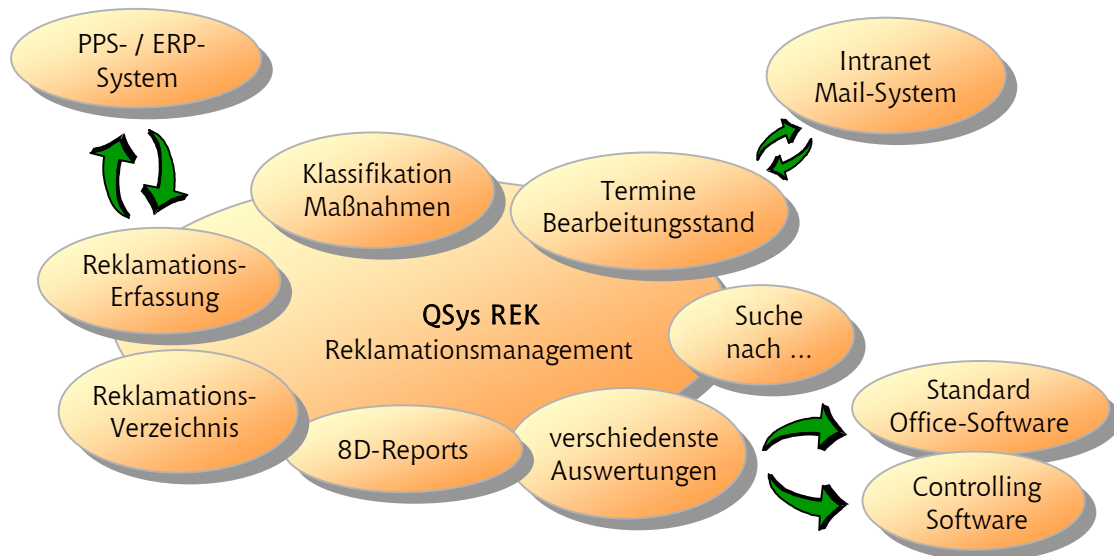 PPS- / ERP-
System
Intranet
Mail-System
Klassifikation
Maßnahmen
Termine
Bearbeitungsstand
Reklamations-
Erfassung
QSys REK
Reklamationsmanagement
Suche
nach ...
Reklamations-
Verzeichnis
8D-Reports
verschiedenste
Auswertungen
Standard
Office-Software
Controlling
Software